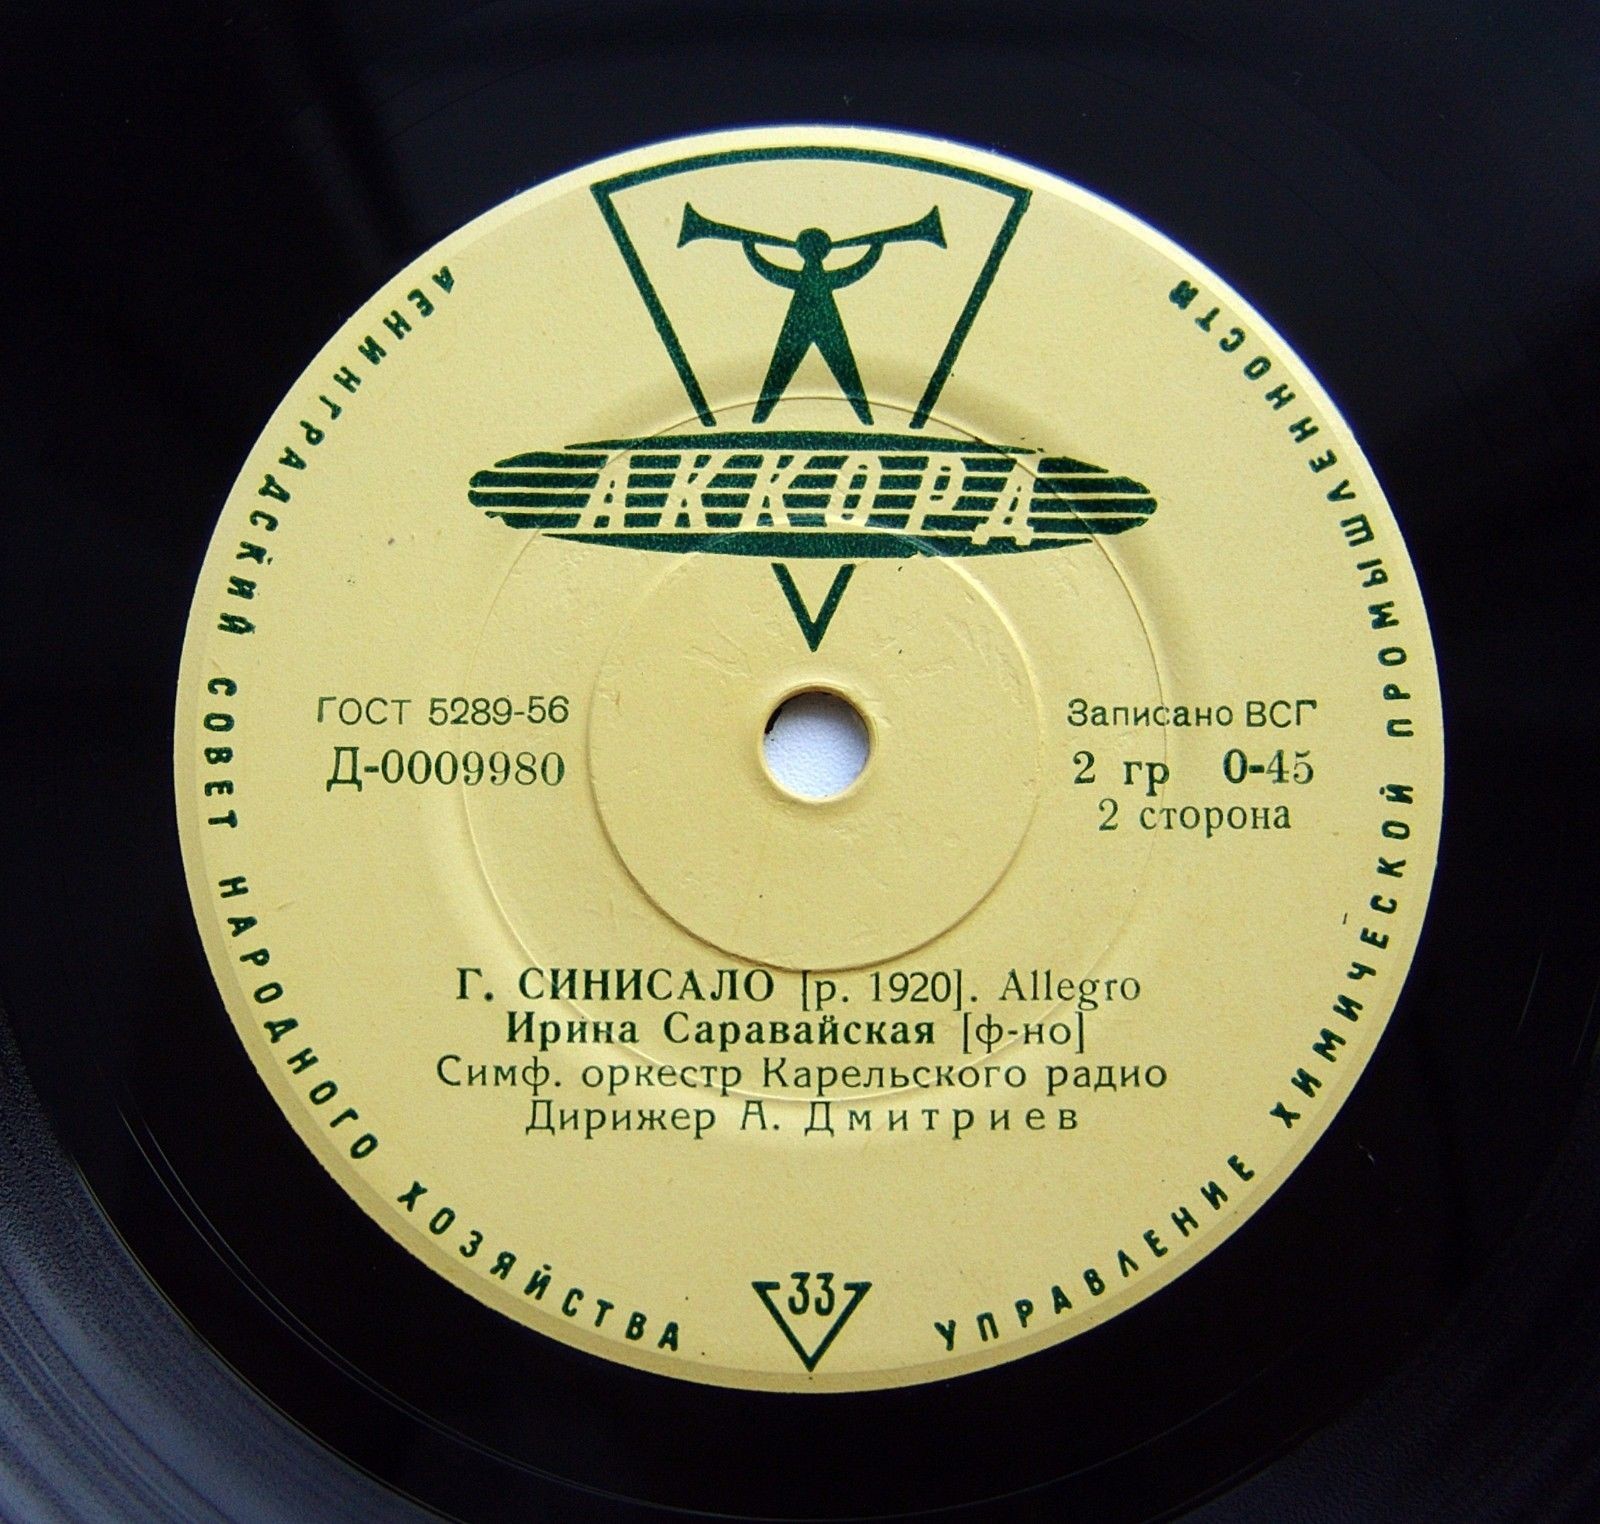 АККОРД
ЛЕНИНГРАДСКИЙ СОВЕТ НАРОДНОГО ХОЗЯЙСТВА
УПРАВЛЕНИЕ ХИМИЧЕСКОЙ ПРОМЫШЛЕННОСТИ
ГОСТ 5289-56
Д-0009980
Записано ВСГ
2 гр 0-45
2 сторона
Г. СИНИСАЛО [р. 1920]. Allegro
Ирина Саравайская [ф-но]
Симф. оркестр Карельского радио
Дирижер А. Дмитриев
33